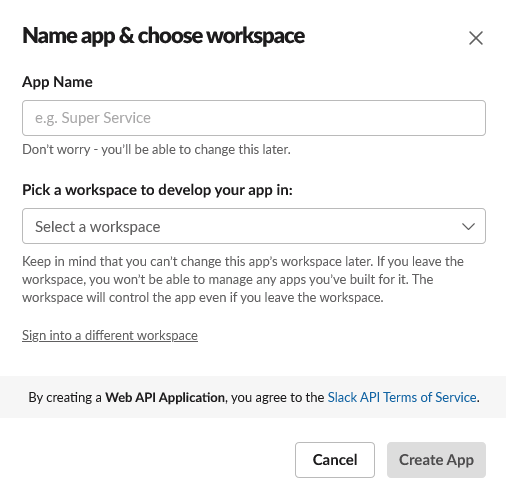 Name app & choose workspace
App Name
e.g. Super Service
Don't worry - you'll be able to change this later.
Pick a workspace to develop your app in:
Select a workspace
Keep in mind that you can't change this app's workspace later. If you leave the
workspace, you won't be able to manage any apps you've built for it. The
workspace will control the app even if you leave the workspace.
Sign into a different workspace
By creating a Web API Application, you agree to the Slack API Terms of Service.
Cancel
Create App